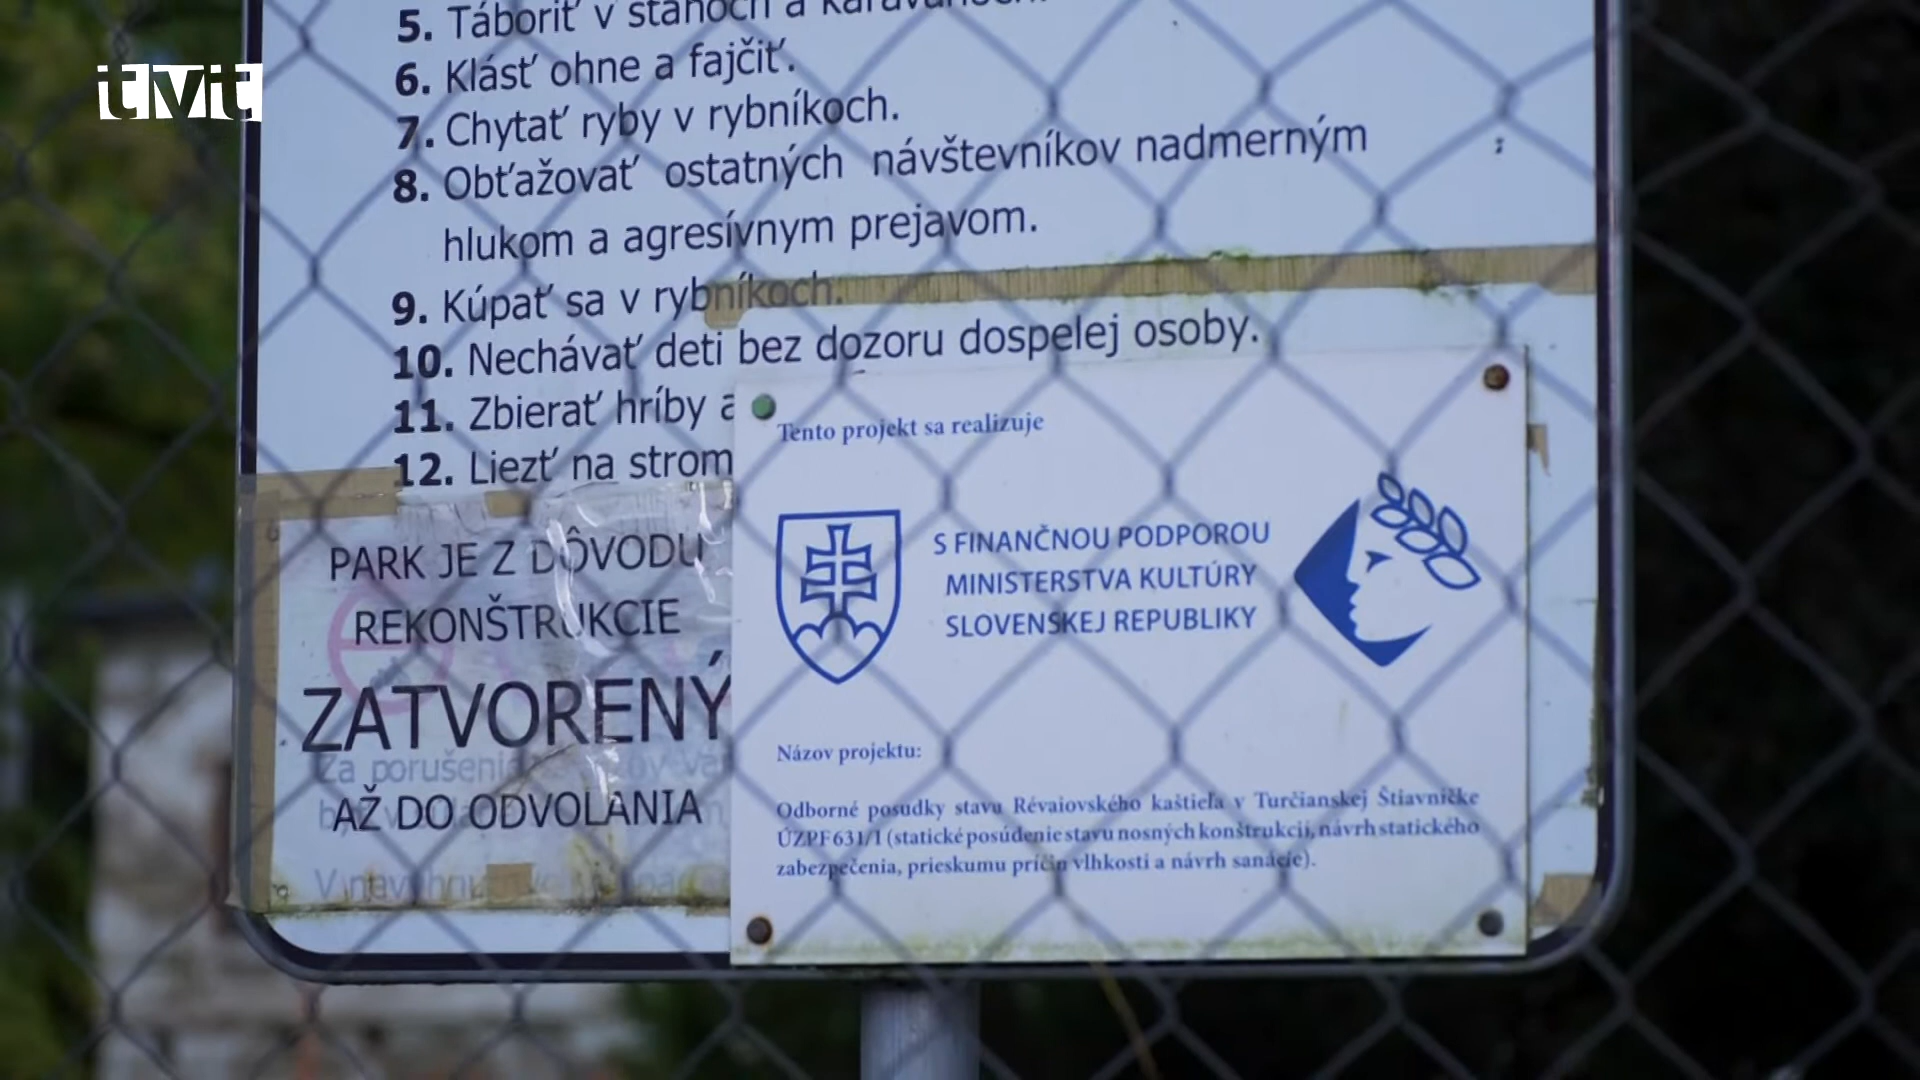 tvit
5. Táboriť v stanoch a karavanoch.
6. Klásť ohne a fajčiť.
7. Chytať ryby v rybníkoch.
8. Obťažovať ostatných návštevníkov nadmerným
hlukom a agresívnym prejavom.
9. Kúpať sa v rybníkoch.
10. Nechávať deti bez dozoru dospelej osoby.
11. Zbierať hríby a
12. Liezť na strom
PARK JE Z DÔVODU
REKONŠTRUKCIE
ZATVORENÝ
Za porušenie
AŽ DO ODVOLANIA
Tento projekt sa realizuje
S FINANČNOU PODPOROU
MINISTERSTVA KULTÚRY
SLOVENSKEJ REPUBLIKY
Názov projektu:
Odborné posudky stavu Révaiovského kaštieľa v Turčianskej Štiavničke
ÚZPF 631/1 (statické posúdenie stavu nosných konštrukcií, návrh statického
zabezpečenia, prieskumu príčin vlhkosti a návrh sanácie).